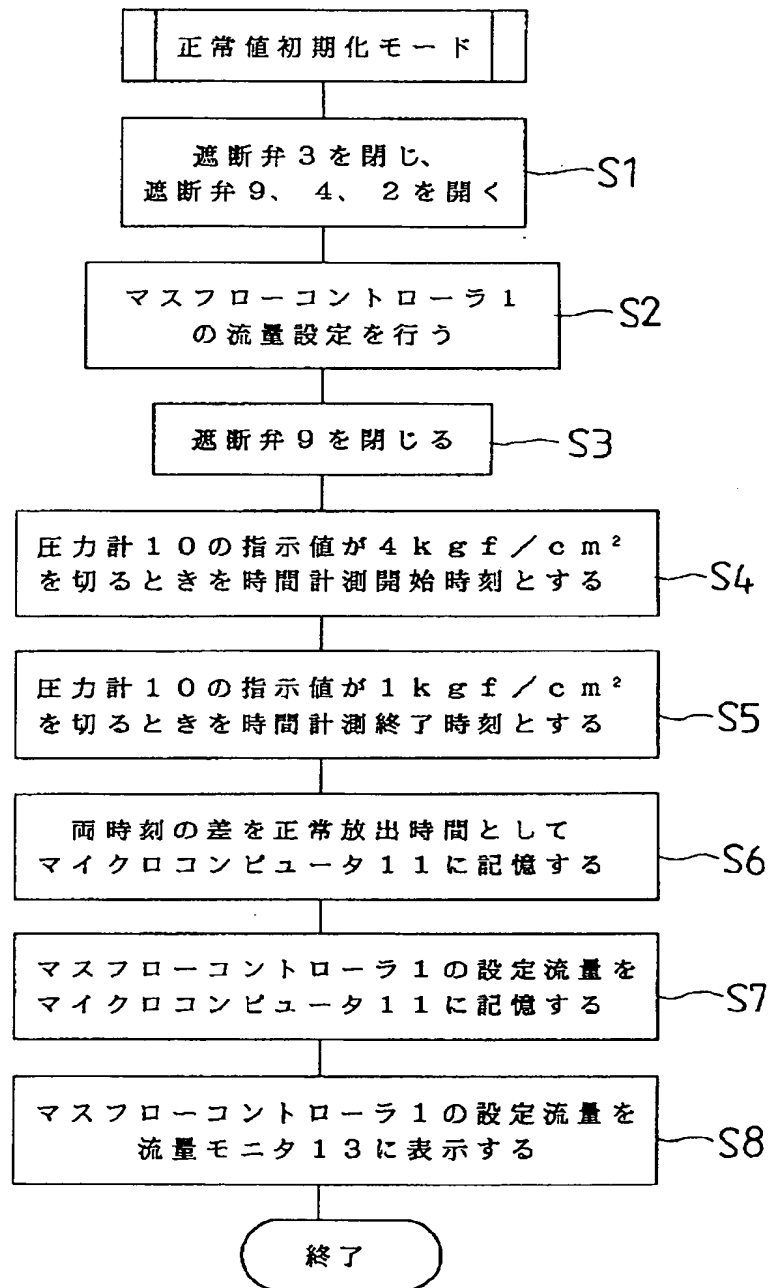 正常値初期化モード
遮断弁3を閉じ、
遮断弁9、4、2を開く
S1
マスフローコントローラ1
の流量設定を行う
S2
遮断弁9を閉じる
S3
圧力計10の指示値が4kgf/cm²
を切るときを時間計測開始時刻とする
S4
圧力計10の指示値が1kgf/cm²
を切るときを時間計測終了時刻とする
S5
両時刻の差を正常放出時間として
マイクロコンピュータ11に記憶する
S6
マスフローコントローラ1の設定流量を
マイクロコンピュータ11に記憶する
S7
マスフローコントローラ1の設定流量を
流量モニタ13に表示する
S8
終了